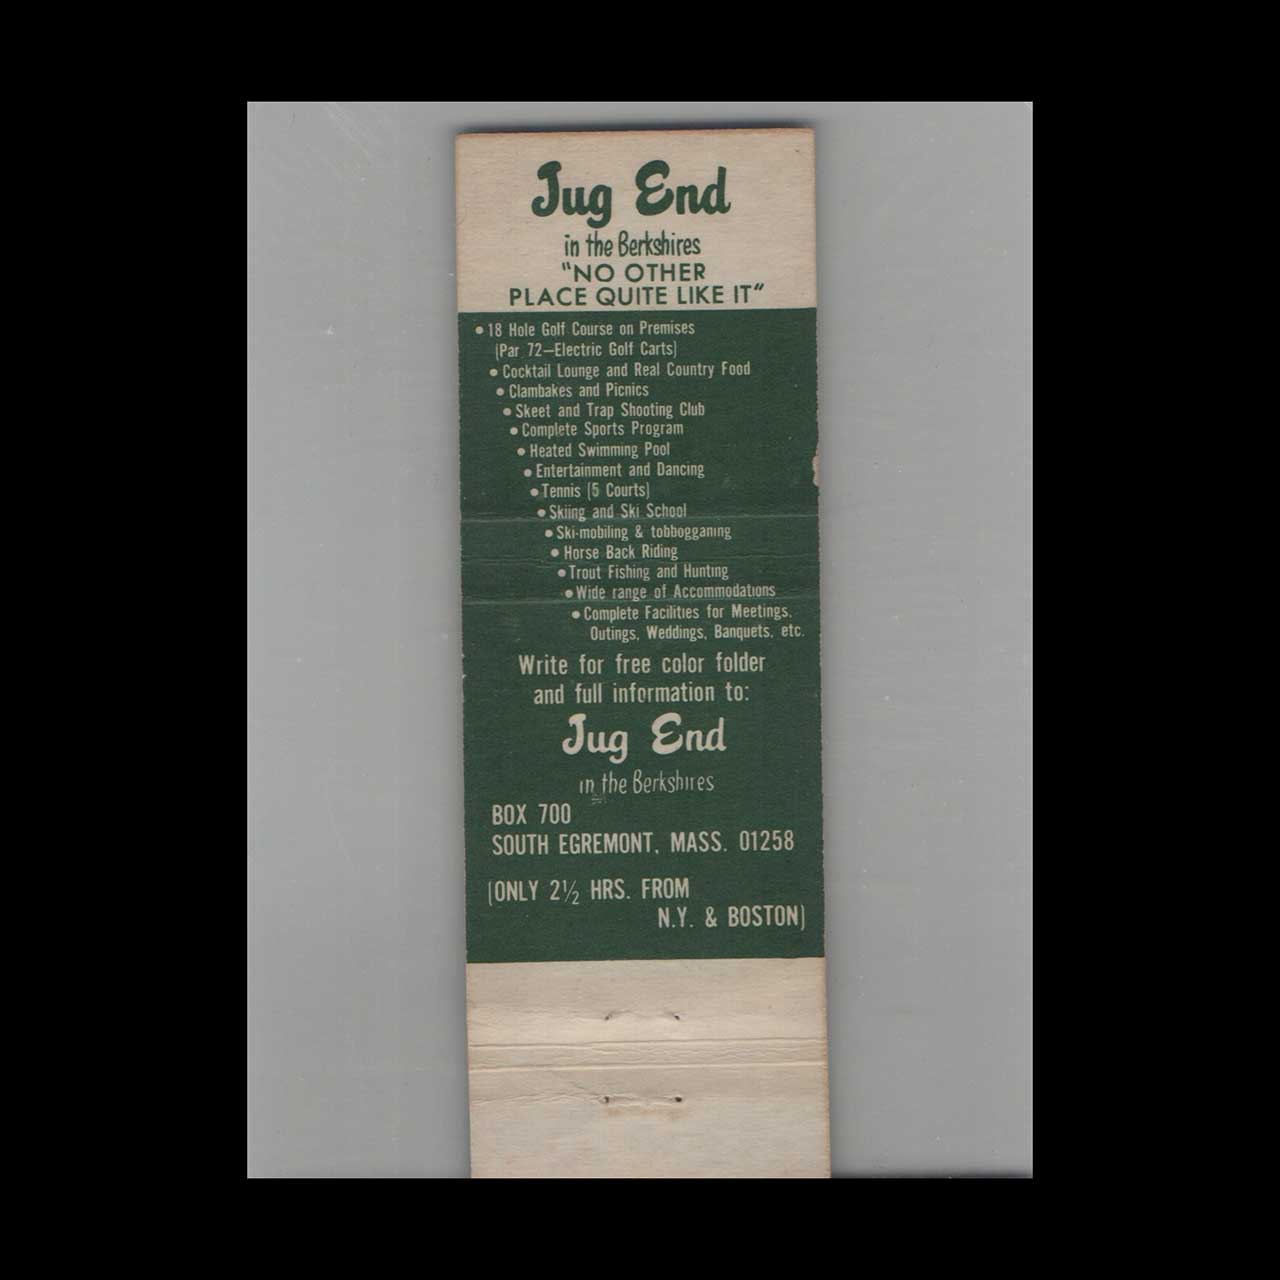 Jug End
in the Berkshires
"NO OTHER
PLACE QUITE LIKE IT"
• 18 Hole Golf Course on Premises
(Par 72—Electric Golf Carts)
• Cocktail Lounge and Real Country Food
• Clambakes and Picnics
• Skeet and Trap Shooting Club
• Complete Sports Program
• Heated Swimming Pool
• Entertainment and Dancing
• Tennis (5 Courts)
• Skiing and Ski School
• Ski-mobiling & tobbogganing
• Horse Back Riding
• Trout Fishing and Hunting
• Wide range of Accommodations
• Complete Facilities for Meetings,
Outings, Weddings, Banquets, etc.
Write for free color folder
and full information to:
Jug End
in the Berkshires
BOX 700
SOUTH EGREMONT, MASS. 01258
(ONLY 2½ HRS. FROM
N.Y. & BOSTON)